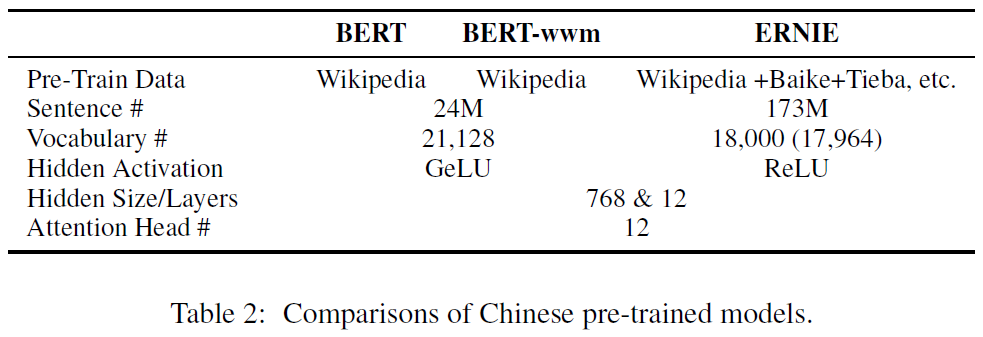 BERT BERT-wwm ERNIE
Pre-Train Data Wikipedia Wikipedia Wikipedia +Baike+Tieba, etc.
Sentence # 24M 173M
Vocabulary # 21,128 18,000 (17,964)
Hidden Activation GeLU ReLU
Hidden Size/Layers 768 & 12
Attention Head # 12
Table 2: Comparisons of Chinese pre-trained models.